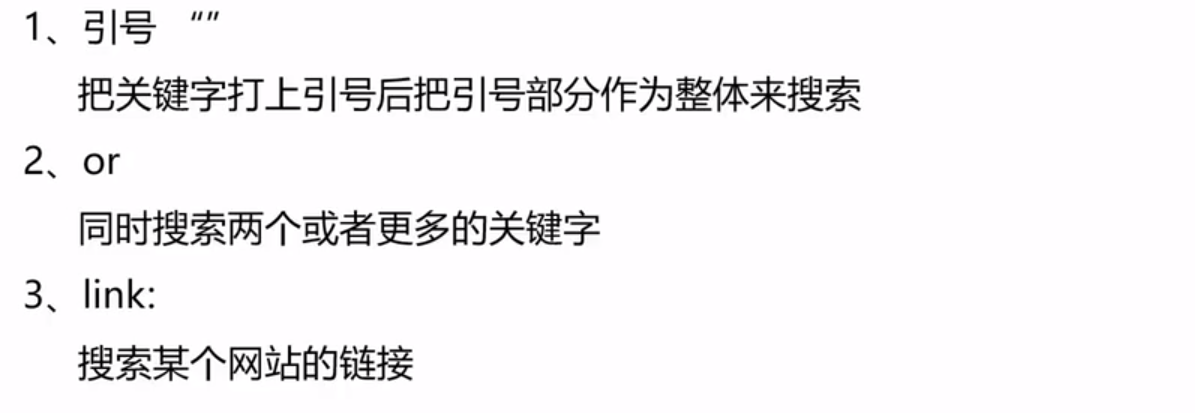 1、引号 “”
把关键字打上引号后把引号部分作为整体来搜索
2、or
同时搜索两个或者更多的关键字
3、link:
搜索某个网站的链接